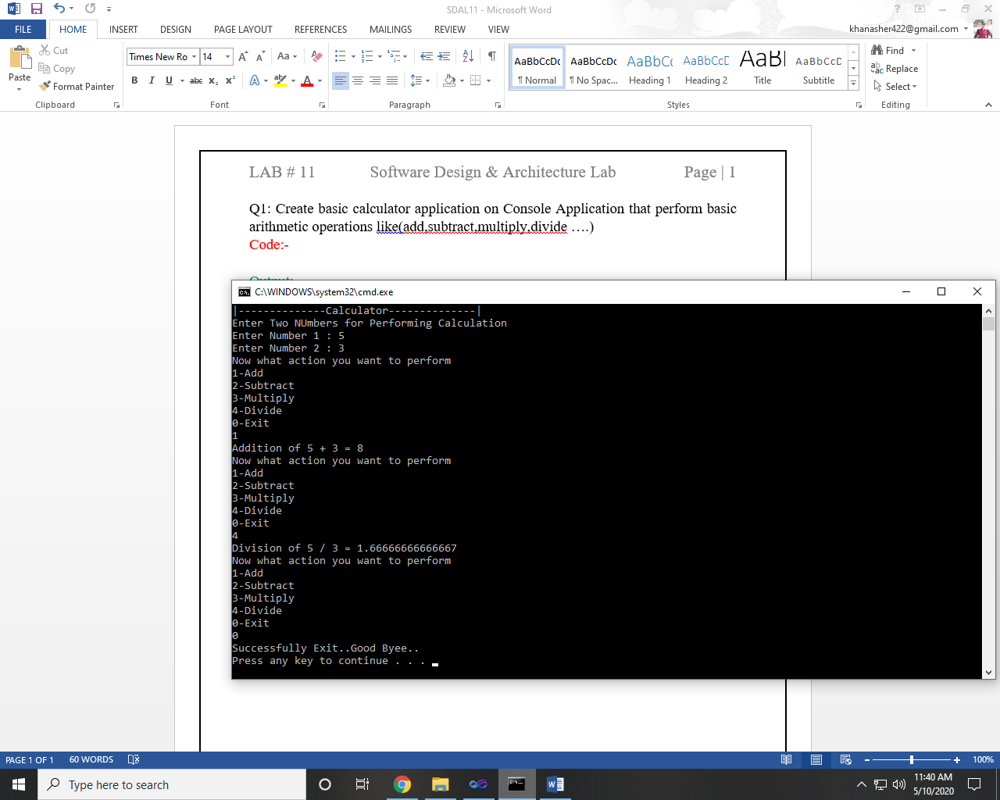 SDAL11 - Microsoft Word
FILE HOME INSERT DESIGN PAGE LAYOUT REFERENCES MAILINGS REVIEW VIEW khanasher422@gmail.com
Paste
Cut
Copy
Format Painter
Clipboard
Times New Ro 14
Font
Paragraph
AaBbCcDc AaBbCcDc AaBbCc AaBbCcD AaBl AaBbCcD
¶ Normal ¶ No Spac... Heading 1 Heading 2 Title Subtitle
Styles
Find
Replace
Select
Editing
LAB # 11 Software Design & Architecture Lab Page | 1
Q1: Create basic calculator application on Console Application that perform basic
arithmetic operations like(add,subtract,multiply,divide ….)
Code:-
Output:
C:\WINDOWS\system32\cmd.exe
|--------------Calculator--------------|
Enter Two NUmbers for Performing Calculation
Enter Number 1 : 5
Enter Number 2 : 3
Now what action you want to perform
1-Add
2-Subtract
3-Multiply
4-Divide
0-Exit
1
Addition of 5 + 3 = 8
Now what action you want to perform
1-Add
2-Subtract
3-Multiply
4-Divide
0-Exit
4
Division of 5 / 3 = 1.66666666666667
Now what action you want to perform
1-Add
2-Subtract
3-Multiply
4-Divide
0-Exit
0
Successfully Exit..Good Byee..
Press any key to continue . . .
PAGE 1 OF 1 60 WORDS 100%
Type here to search
11:40 AM
5/10/2020